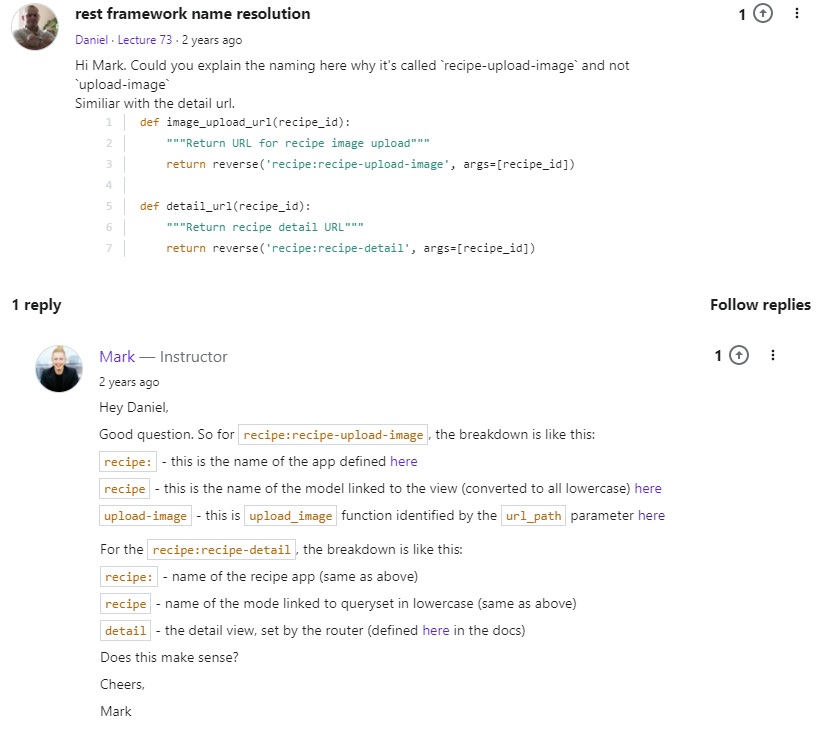 rest framework name resolution
1
Daniel · Lecture 73 · 2 years ago
Hi Mark. Could you explain the naming here why it's called `recipe-upload-image` and not
`upload-image`
Similiar with the detail url.
1 def image_upload_url(recipe_id):
2 """Return URL for recipe image upload"""
3 return reverse('recipe:recipe-upload-image', args=[recipe_id])
4
5 def detail_url(recipe_id):
6 """Return recipe detail URL"""
7 return reverse('recipe:recipe-detail', args=[recipe_id])
1 reply
Follow replies
Mark — Instructor
1
2 years ago
Hey Daniel,
Good question. So for recipe:recipe-upload-image, the breakdown is like this:
recipe: - this is the name of the app defined here
recipe - this is the name of the model linked to the view (converted to all lowercase) here
upload-image - this is upload_image function identified by the url_path parameter here
For the recipe:recipe-detail, the breakdown is like this:
recipe: - name of the recipe app (same as above)
recipe - name of the mode linked to queryset in lowercase (same as above)
detail - the detail view, set by the router (defined here in the docs)
Does this make sense?
Cheers,
Mark